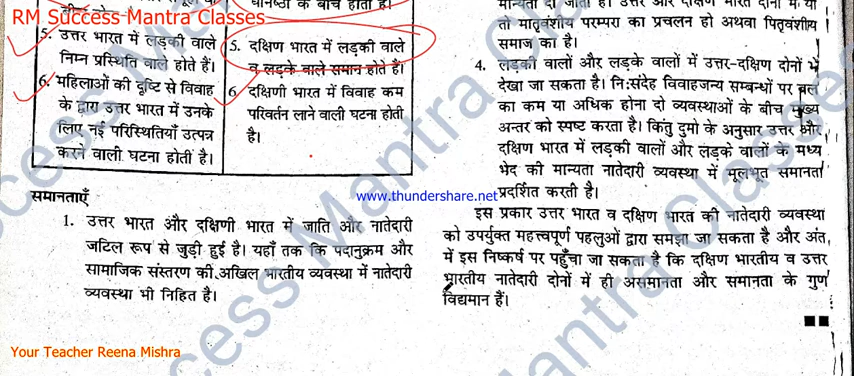 RM Success Mantra Classes
5. उत्तर भारत में लड़की वाले
निम्न प्रस्थिति वाले होते हैं।
6. महिलाओं की दृष्टि से विवाह
के द्वारा उत्तर भारत में उनके
लिए नई परिस्थितियाँ उत्पन्न
करने वाली घटना होती है।
के बीच होता है।
5. दक्षिण भारत में लड़की वाले
व लड़के वाले समान होते हैं।
6 दक्षिणी भारत में विवाह कम
परिवर्तन लाने वाली घटना होती
है।
समानताएँ
1. उत्तर भारत और दक्षिणी भारत में जाति और नातेदारी
जटिल रूप से जुड़ी हुई है। यहाँ तक कि पदानुक्रम और
सामाजिक संस्तरण की अखिल भारतीय व्यवस्था में नातेदारी
व्यवस्था भी निहित है।
तो मातृवंशीय परम्परा का प्रचलन हो अथवा पितृवंशीय
समाज का है।
4. लड़की वालों और लड़के वालों में उत्तर-दक्षिण दोनों में
देखा जा सकता है। नि:संदेह विवाहजन्य सम्बन्धों पर बल
का कम या अधिक होना दो व्यवस्थाओं के बीच मुख्य
अन्तर को स्पष्ट करता है। किंतु दुमो के अनुसार उत्तर और
दक्षिण भारत में लड़की वालों और लड़के वालों के मध्य
भेद की मान्यता नातेदारी व्यवस्था में मूलभूत समानता
प्रदर्शित करती है।
इस प्रकार उत्तर भारत व दक्षिण भारत की नातेदारी व्यवस्था
को उपर्युक्त महत्त्वपूर्ण पहलुओं द्वारा समझा जा सकता है और अंत,
में इस निष्कर्ष पर पहुँचा जा सकता है कि दक्षिण भारतीय व उत्तर
भारतीय नातेदारी दोनों में ही असमानता और समानता के गुण
विद्यमान हैं।
www.thundershare.net
Success Mantra Classes
Your Teacher Reena Mishra